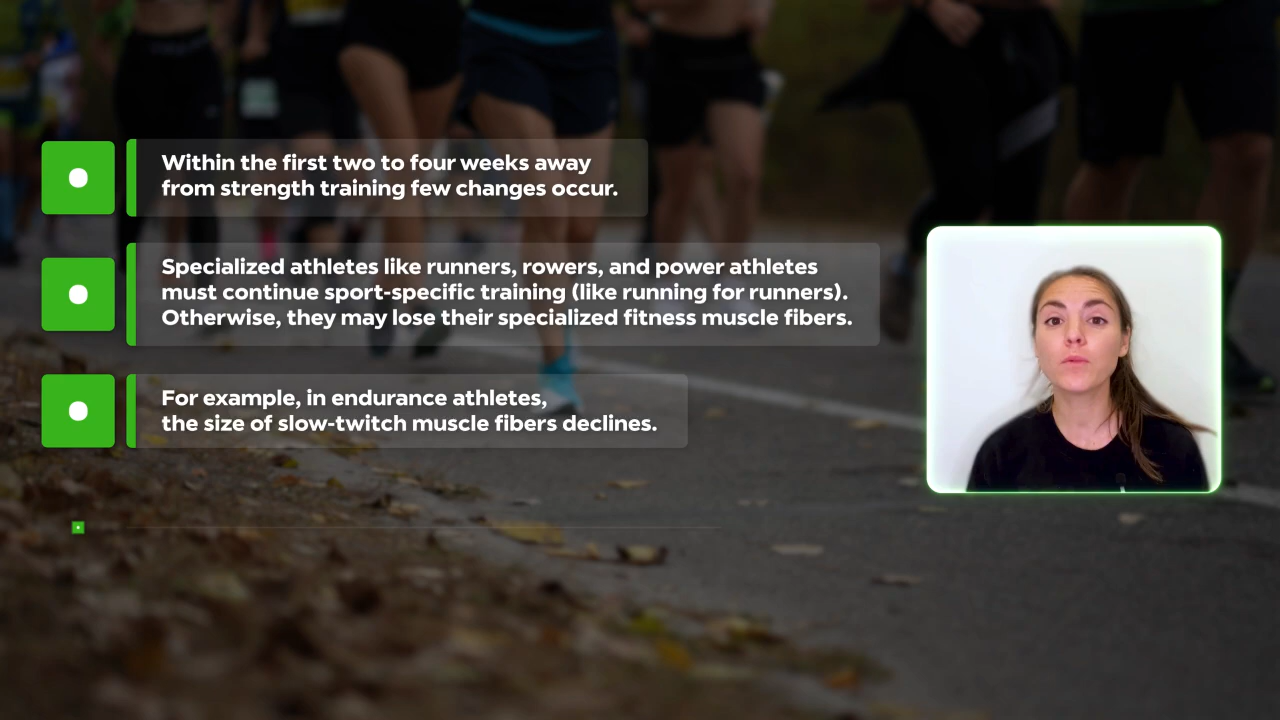 Within the first two to four weeks away
from strength training few changes occur.
Specialized athletes like runners, rowers, and power athletes
must continue sport-specific training (like running for runners).
Otherwise, they may lose their specialized fitness muscle fibers.
For example, in endurance athletes,
the size of slow-twitch muscle fibers declines.